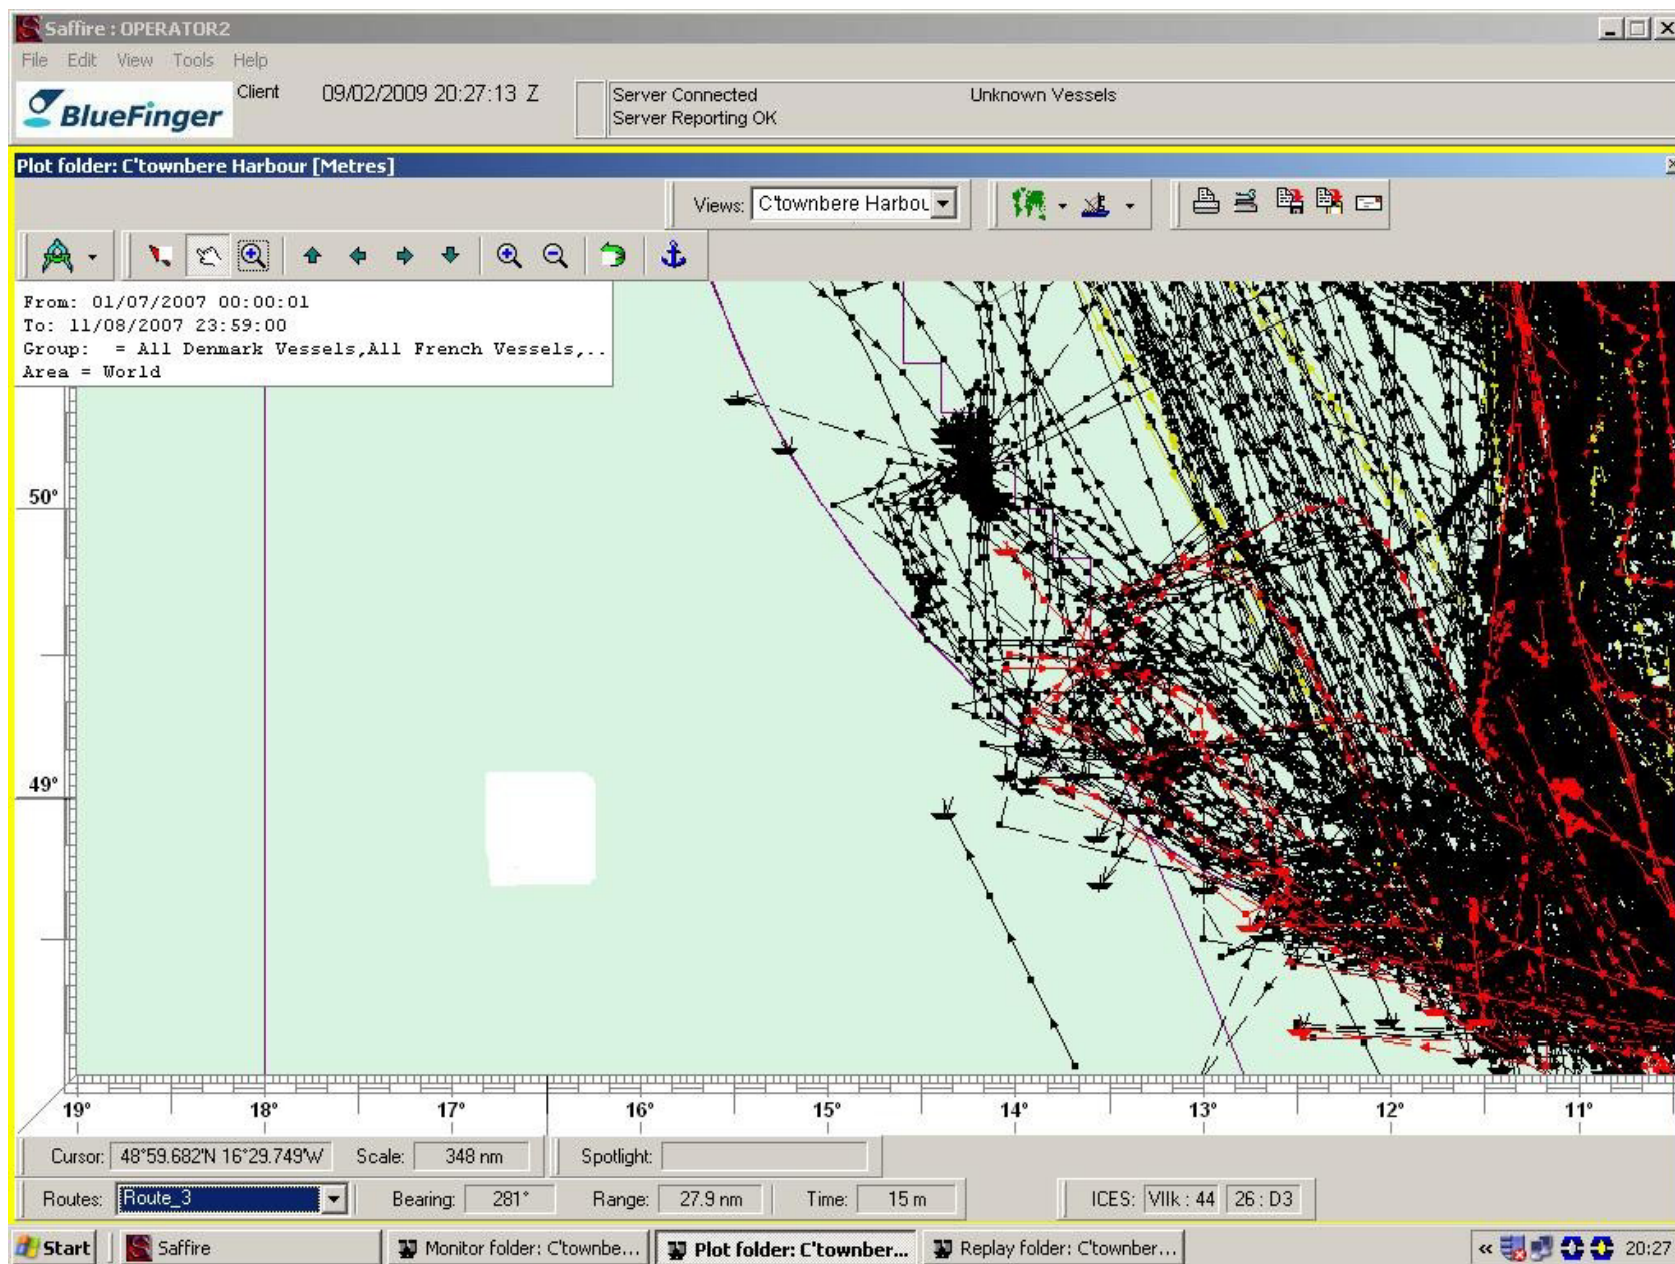 Saffire : OPERATOR2
File Edit View Tools Help
BlueFinger
Client 09/02/2009 20:27:13 Z
Server Connected Unknown Vessels
Server Reporting OK
Plot folder: C'townbere Harbour [Metres]
Views: C'townbere Harbou
From: 01/07/2007 00:00:01
To: 11/08/2007 23:59:00
Group: = All Denmark Vessels,All French Vessels,..
Area = World
50°
49°
19° 18° 17° 16° 15° 14° 13° 12° 11°
Cursor: 48°59.682'N 16°29.749'W Scale: 348 nm Spotlight:
Routes: Route_3 Bearing: 281° Range: 27.9 nm Time: 15 m ICES: VIIk : 44 26 : D3
Start Saffire Monitor folder: C'townbe... Plot folder: C'townber... Replay folder: C'townber... « 20:27